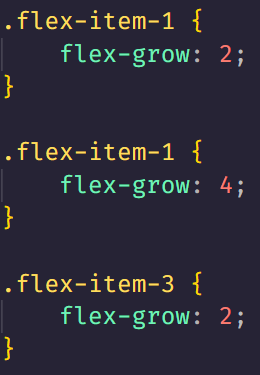 .flex-item-1 {
    flex-grow: 2;
}

.flex-item-1 {
    flex-grow: 4;
}

.flex-item-3 {
    flex-grow: 2;
}